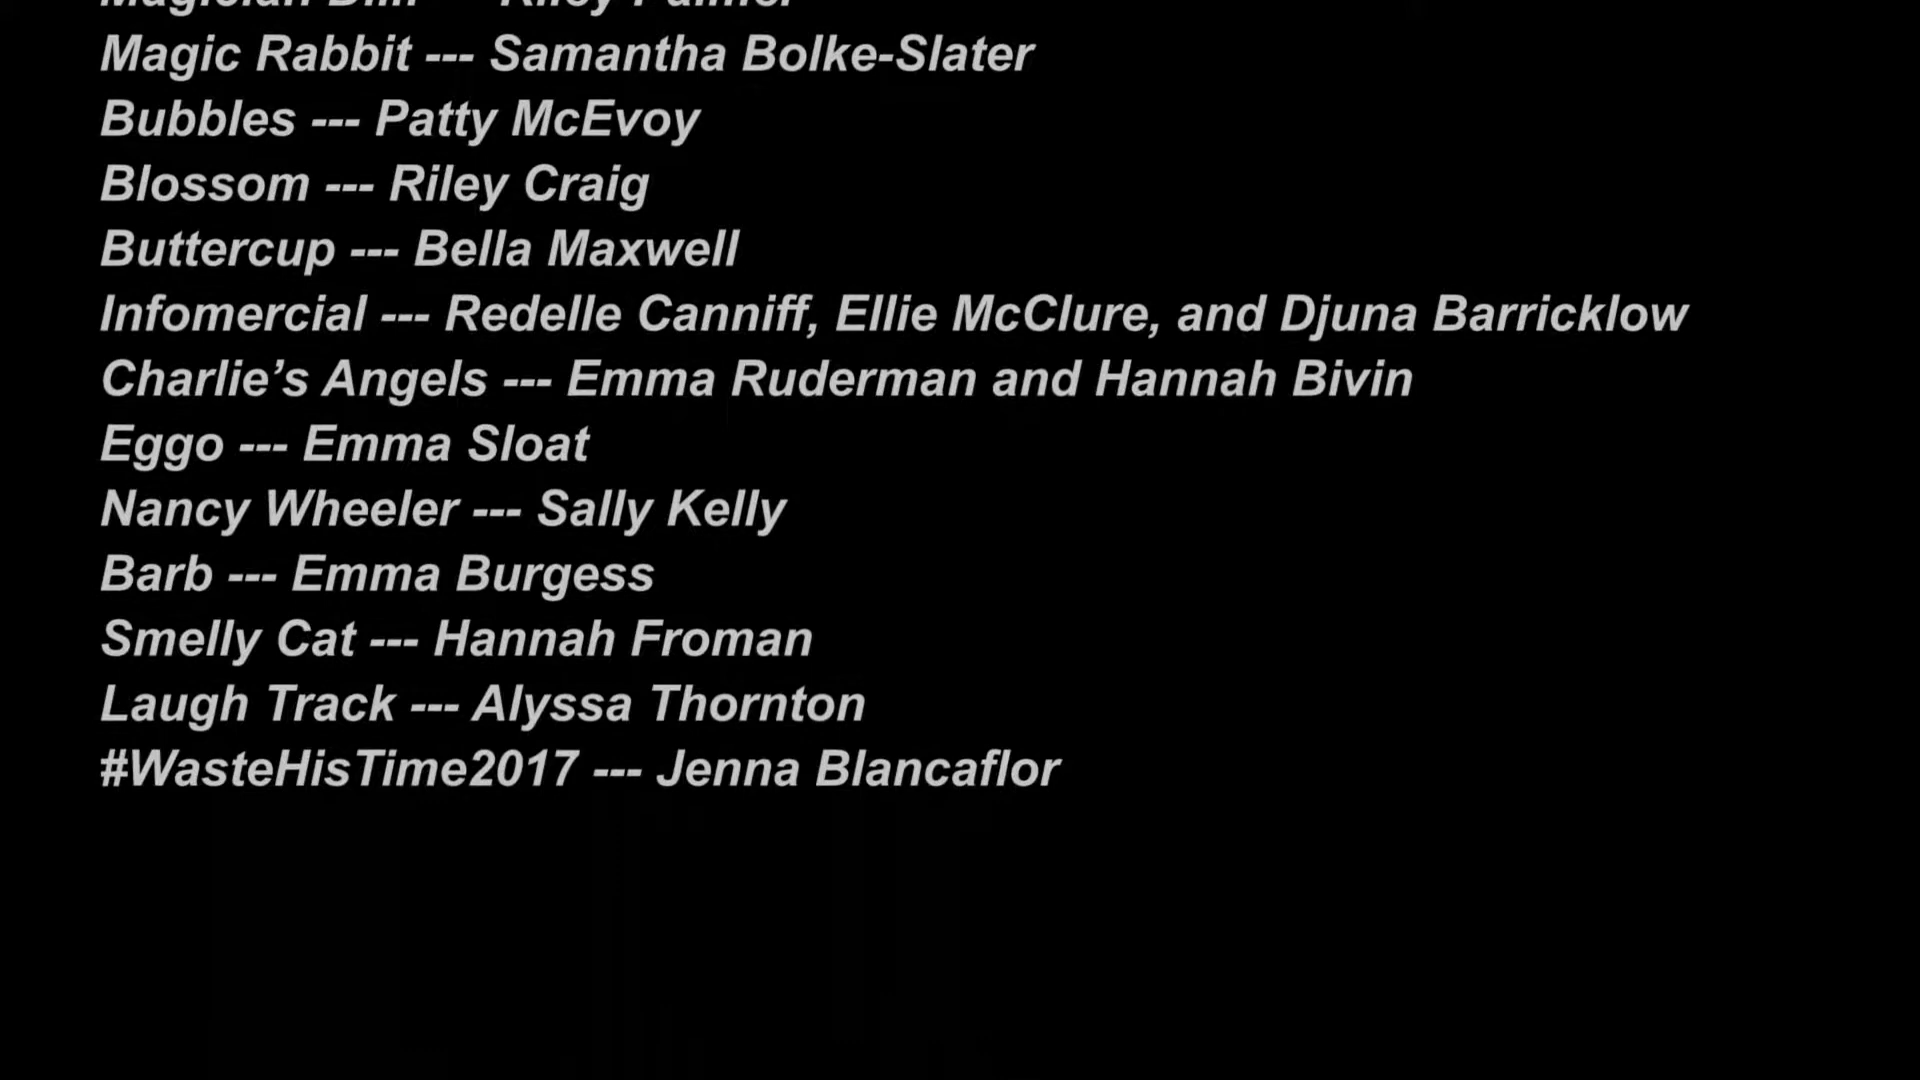 Riley Palmer
Magic Rabbit --- Samantha Bolke-Slater
Bubbles --- Patty McEvoy
Blossom --- Riley Craig
Buttercup --- Bella Maxwell
Infomercial --- Redelle Canniff, Ellie McClure, and Djuna Barricklow
Charlie’s Angels --- Emma Ruderman and Hannah Bivin
Eggo --- Emma Sloat
Nancy Wheeler --- Sally Kelly
Barb --- Emma Burgess
Smelly Cat --- Hannah Froman
Laugh Track --- Alyssa Thornton
#WasteHisTime2017 --- Jenna Blancaflor